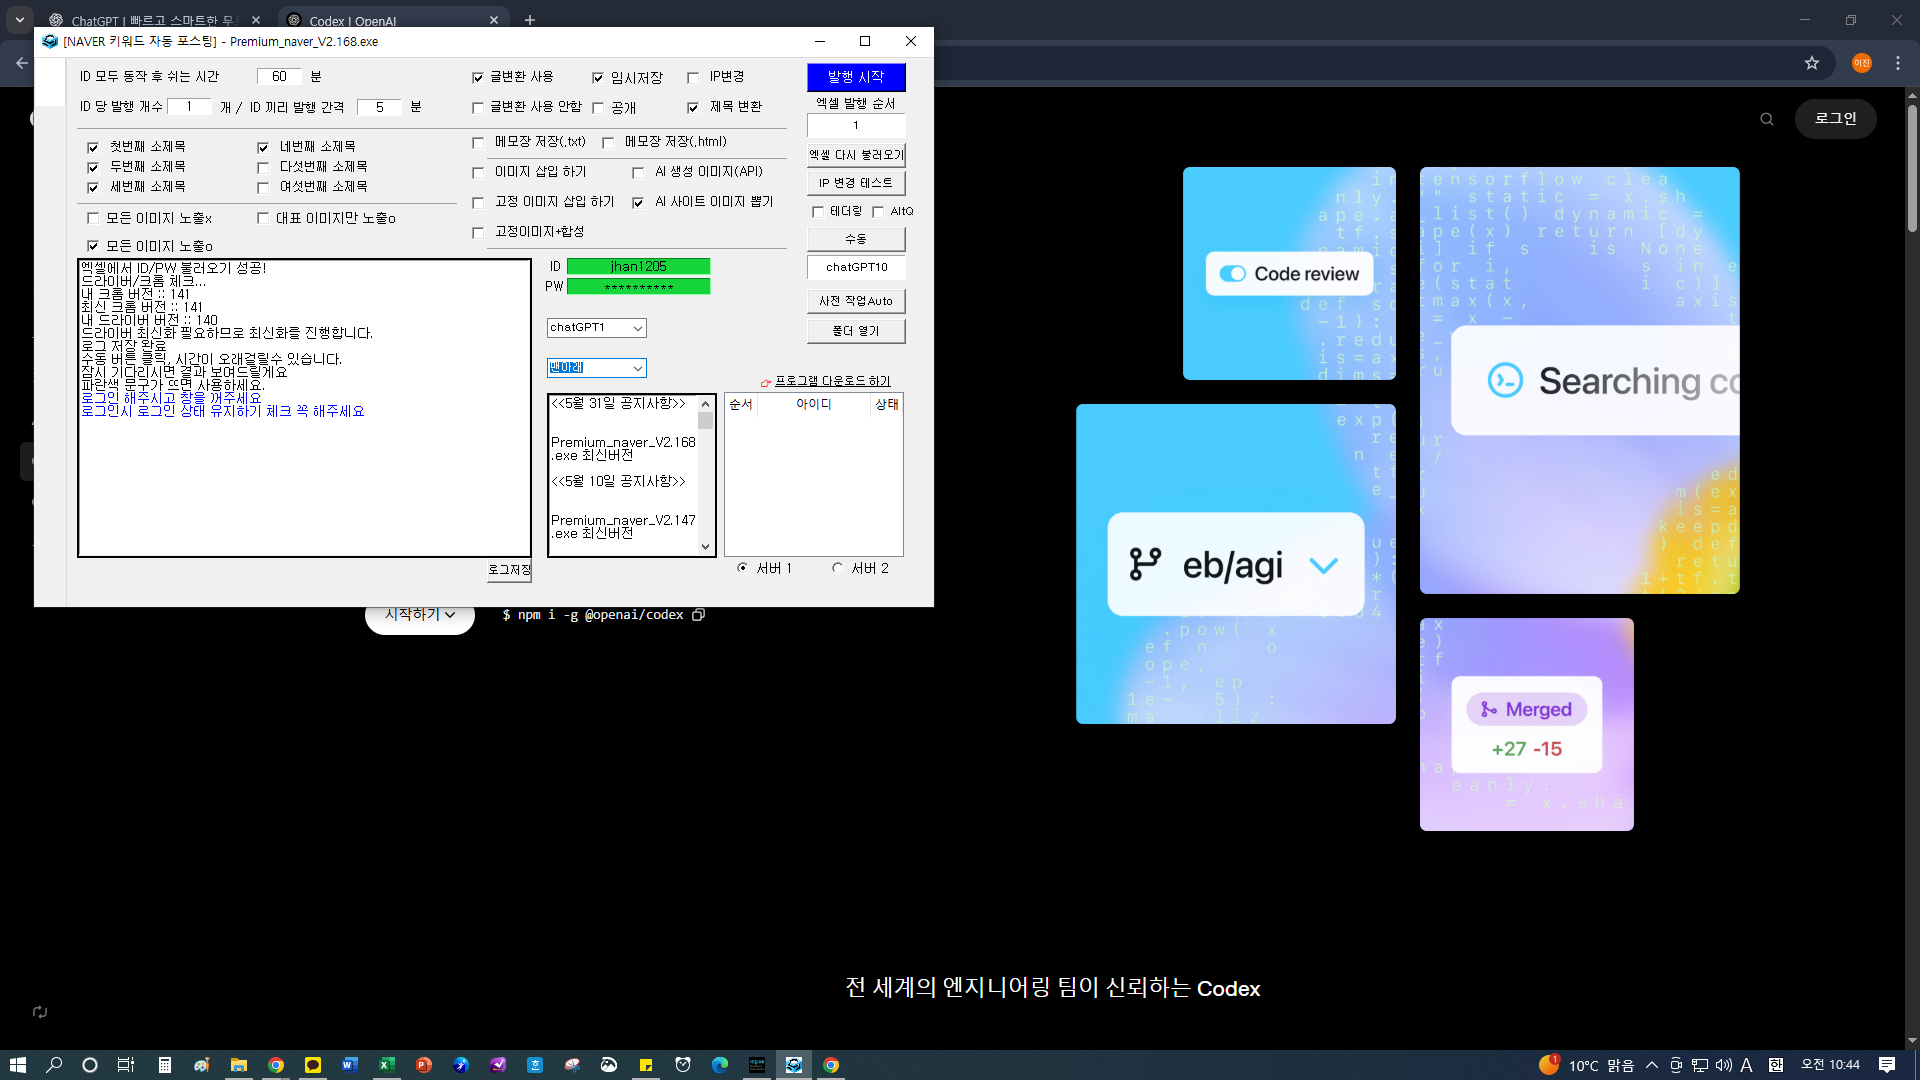 ChatGPT | 빠르고 스마트한 무
Codex | OpenAI
[NAVER 키워드 자동 포스팅] - Premium_naver_V2.168.exe
ID 모두 동작 후 쉬는 시간 60 분
ID 당 발행 개수 1 개 / ID 끼리 발행 간격 5 분
글변환 사용 임시저장 IP변경
글변환 사용 안함 공개 제목 변환
첫번째 소제목 네번째 소제목
두번째 소제목 다섯번째 소제목
세번째 소제목 여섯번째 소제목
모든 이미지 노출x 대표 이미지만 노출o
모든 이미지 노출o
메모장 저장(.txt) 메모장 저장(.html)
이미지 삽입 하기 AI 생성 이미지(API)
고정 이미지 삽입 하기 AI 사이트 이미지 뽑기
고정이미지+합성
발행 시작
엑셀 발행 순서
1
엑셀 다시 불러오기
IP 변경 테스트
테더링 AltQ
수동
chatGPT10
사전 작업Auto
폴더 열기
엑셀에서 ID/PW 불러오기 성공!
드라이버/크롬 체크...
내 크롬 버전 :: 141
최신 크롬 버전 :: 141
내 드라이버 버전 :: 140
드라이버 최신화 필요하므로 최신화를 진행합니다.
로그 저장 완료
수동 버튼 클릭, 시간이 오래걸릴수 있습니다.
잠시 기다리시면 결과 보여드릴게요
파란색 문구가 뜨면 사용하세요.
로그인 해주시고 창을 꺼주세요
로그인시 로그인 상태 유지하기 체크 꼭 해주세요
로그저장
ID jhan1205
PW **********
chatGPT1
맨아래
프로그램 다운로드 하기
<<5월 31일 공지사항>>
Premium_naver_V2.168
.exe 최신버전
<<5월 10일 공지사항>>
Premium_naver_V2.147
.exe 최신버전
순서 아이디 상태
서버 1 서버 2
로그인
이진
시작하기
$ npm i -g @openai/codex
Code review
Searching co
eb/agi
Merged
+27 -15
전 세계의 엔지니어링 팀이 신뢰하는 Codex
10°C 맑음
A
한
오전 10:44